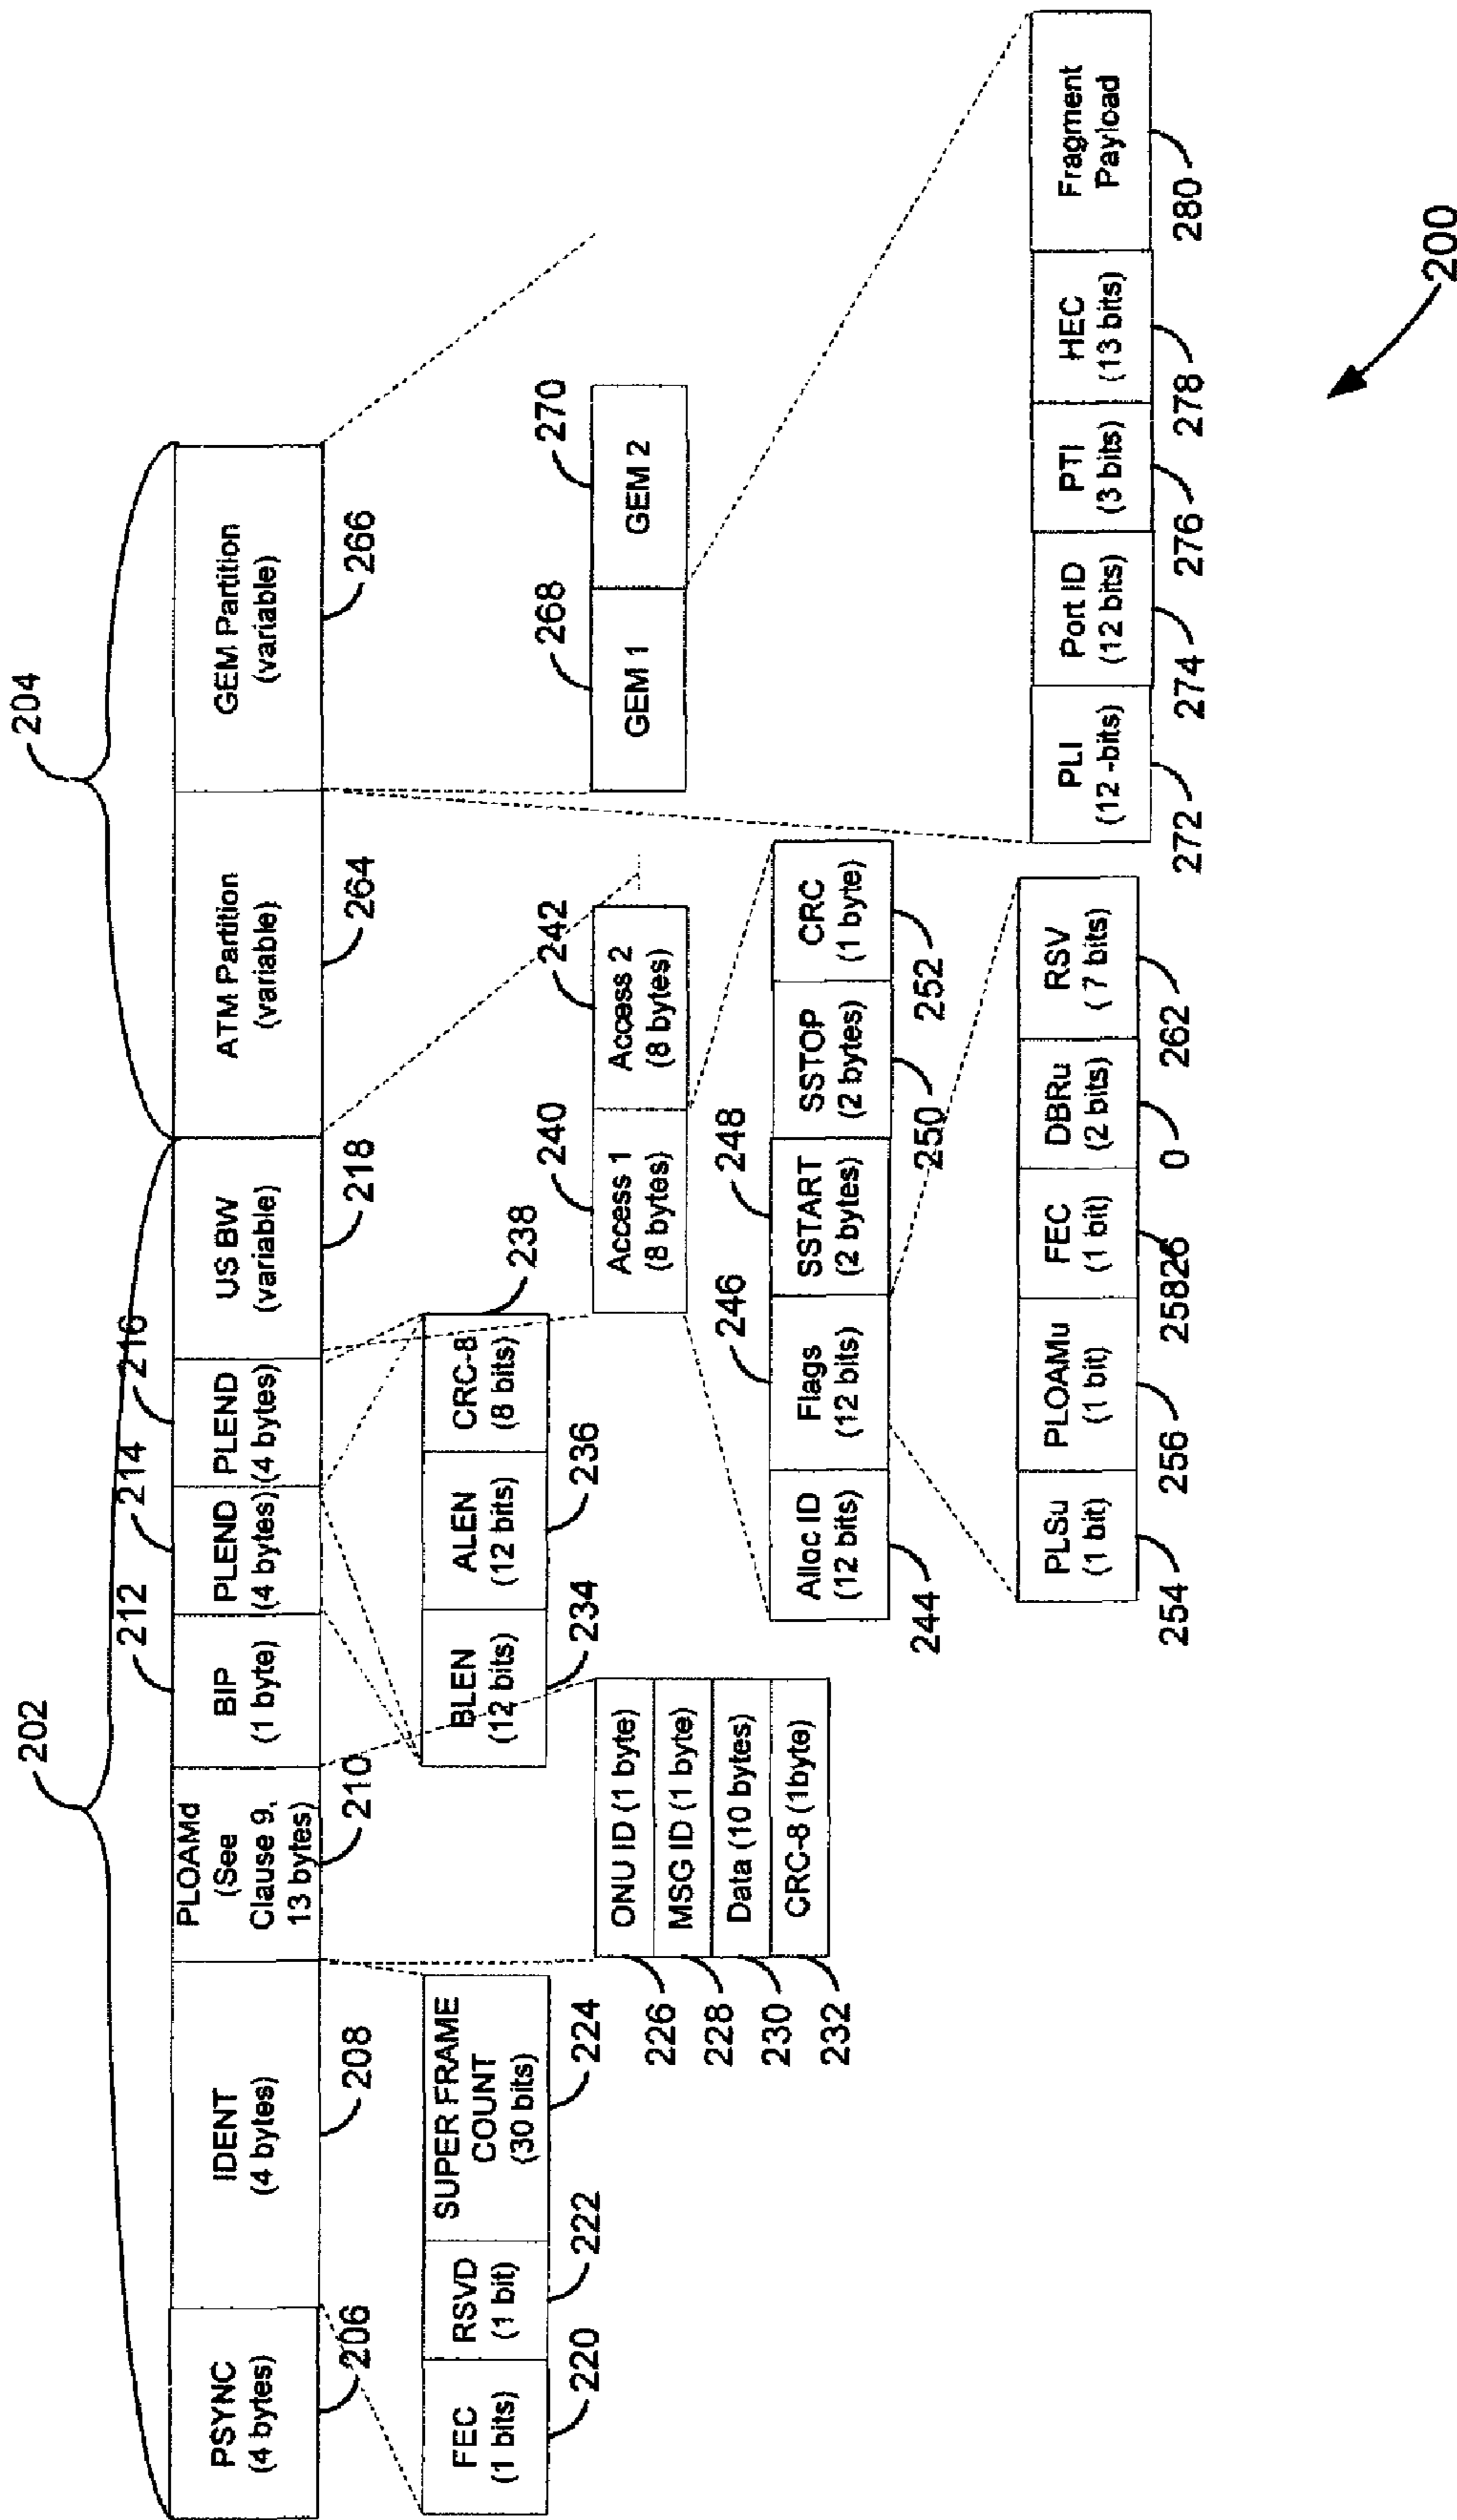 202
204
212
214
216
PSYNC
(4 bytes)
IDENT
(4 bytes)
PLOAMd
(See
Clause 9,
13 bytes)
BIP
(1 byte)
PLEND
(4 bytes)
PLEND
(4 bytes)
US BW
(variable)
ATM Partition
(variable)
GEM Partition
(variable)
206
208
210
218
264
266
FEC
(1 bits)
RSVD
(1 bit)
SUPER FRAME
COUNT
(30 bits)
220
222
224
BLEN
(12 bits)
ALEN
(12 bits)
CRC-8
(8 bits)
234
236
238
ONU ID (1 byte)
MSG ID (1 byte)
Data (10 bytes)
CRC-8 (1byte)
226
228
230
232
240
242
Access 1
(8 bytes)
Access 2
(8 bytes)
268
270
GEM 1
GEM 2
246
248
Alloc ID
(12 bits)
Flags
(12 bits)
SSTART
(2 bytes)
SSTOP
(2 bytes)
CRC
(1 byte)
244
250
252
PLSu
(1 bit)
PLOAMu
(1 bit)
FEC
(1 bit)
DBRu
(2 bits)
RSV
( 7 bits)
254
256
25826
0
262
PLI
(12 -bits)
Port ID
(12 bits)
PTI
(3 bits)
HEC
(13 bits)
Fragment
Payload
272
274
276
278
280
200